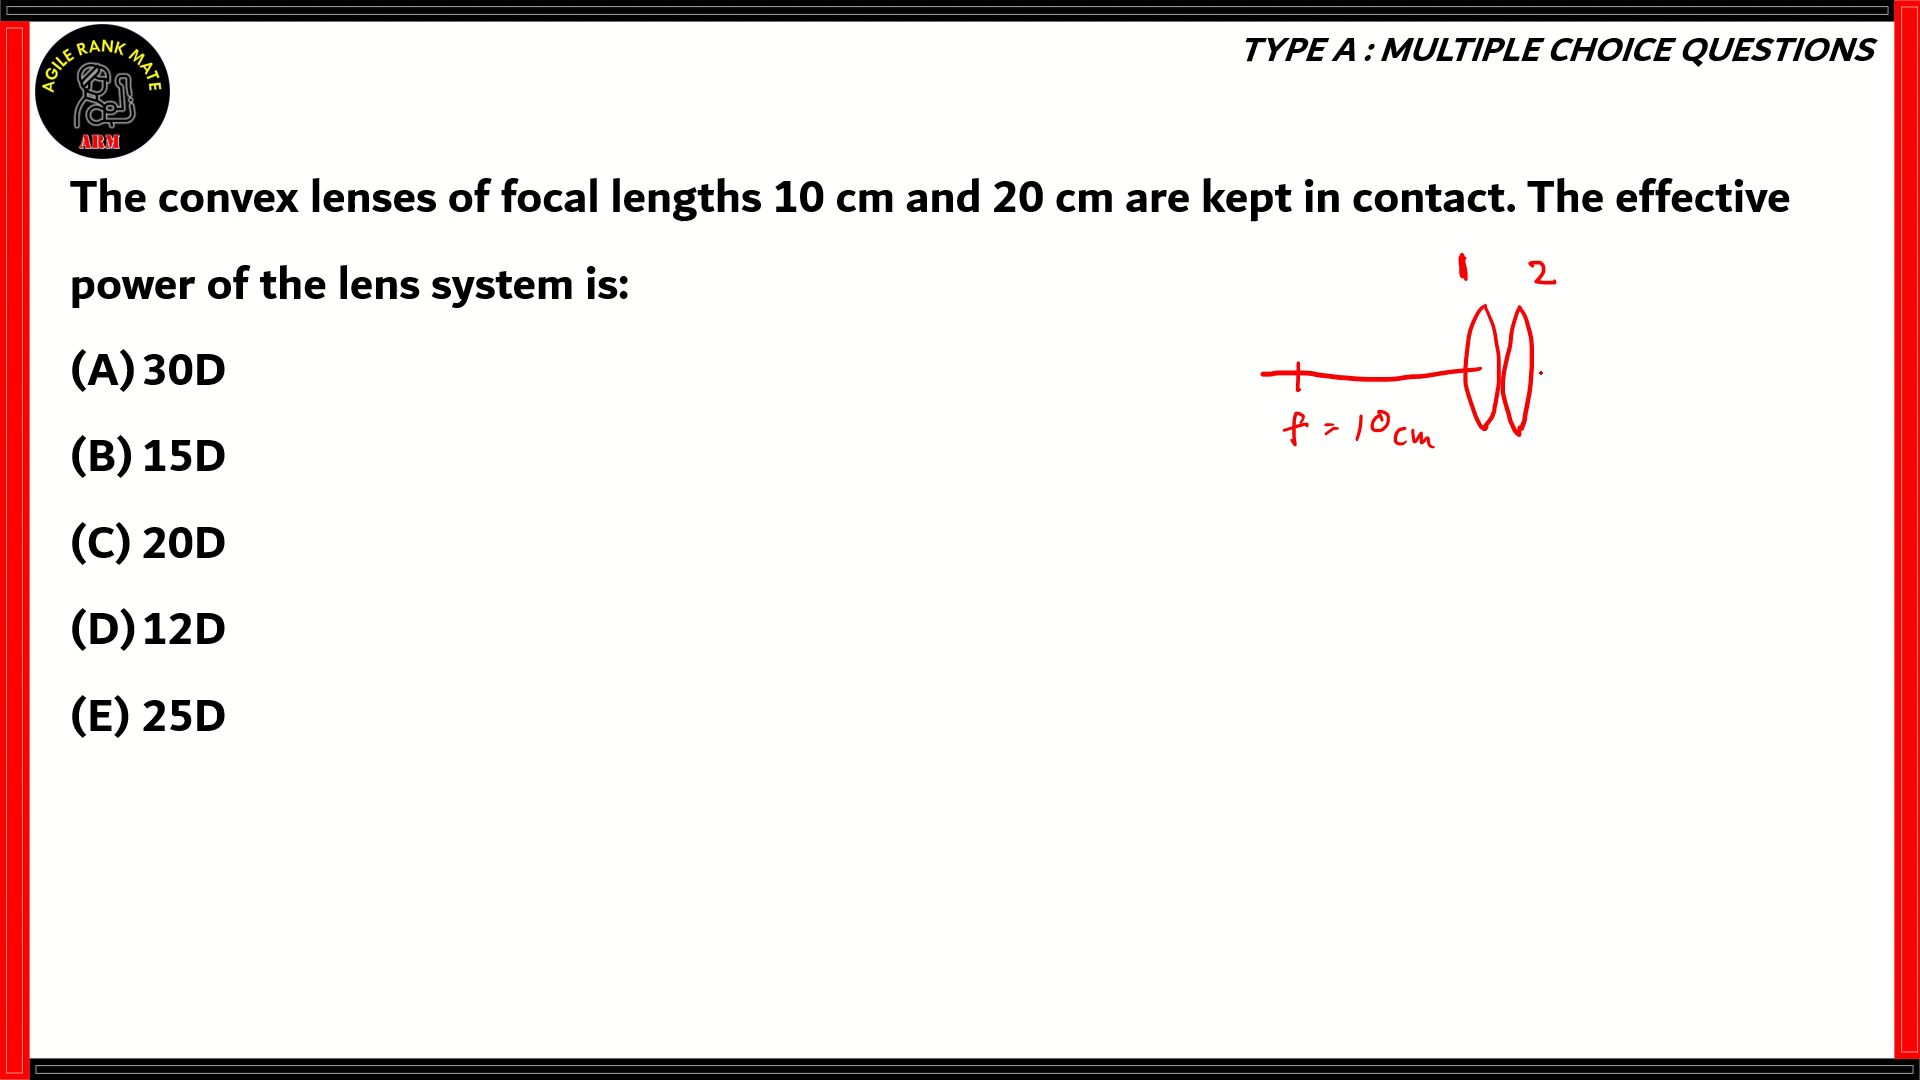 AGILE RANK MATE
ARM
TYPE A : MULTIPLE CHOICE QUESTIONS
The convex lenses of focal lengths 10 cm and 20 cm are kept in contact. The effective
power of the lens system is:
1 2
f = 10 cm
(A) 30D
(B) 15D
(C) 20D
(D) 12D
(E) 25D